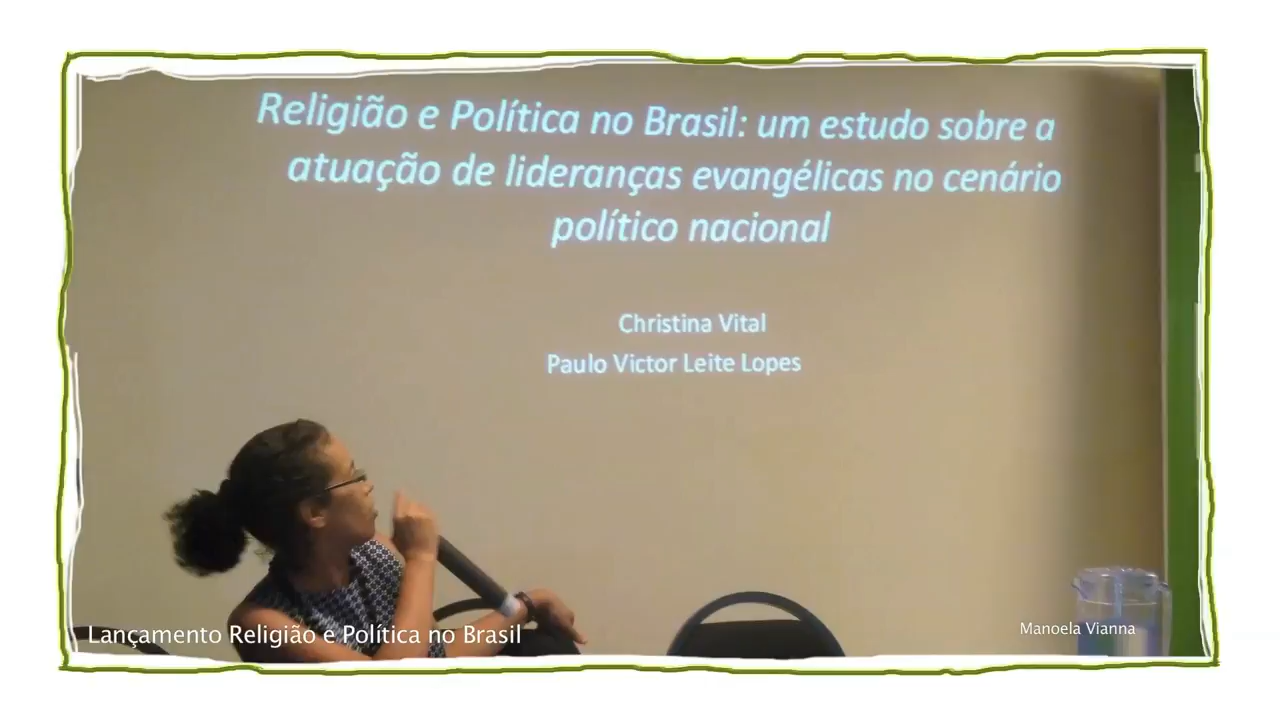 Religião e Política no Brasil: um estudo sobre a
atuação de lideranças evangélicas no cenário
político nacional
Christina Vital
Paulo Victor Leite Lopes
Lançamento Religião e Política no Brasil
Manoela Vianna